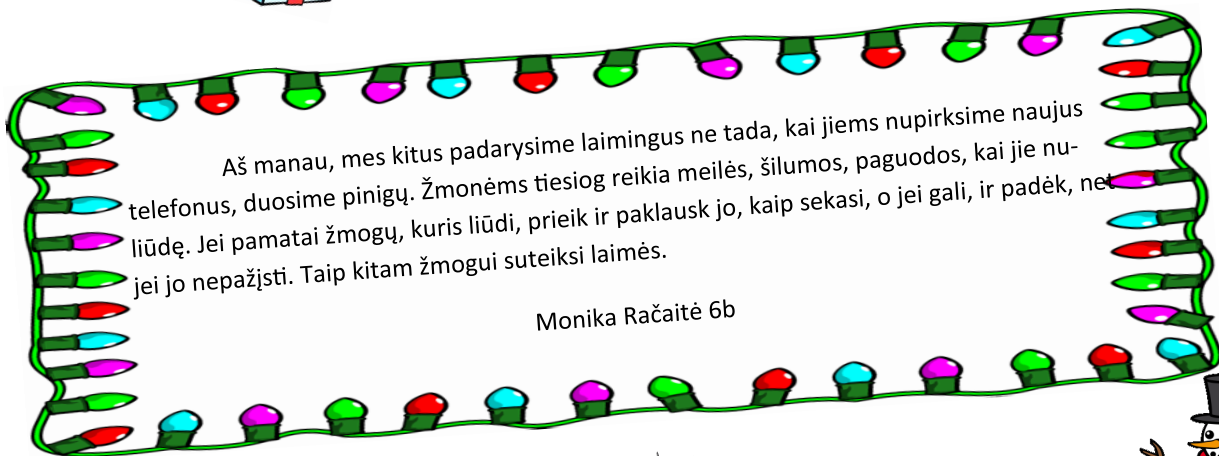 Aš manau, mes kitus padarysime laimingus ne tada, kai jiems nupirksime naujus
telefonus, duosime pinigų. Žmonėms tiesiog reikia meilės, šilumos, paguodos, kai jie nu-
liūdę. Jei pamatai žmogų, kuris liūdi, prieik ir paklausk jo, kaip sekasi, o jei gali, ir padėk, net
jei jo nepažįsti. Taip kitam žmogui suteiksi laimės.
Monika Račaitė 6b